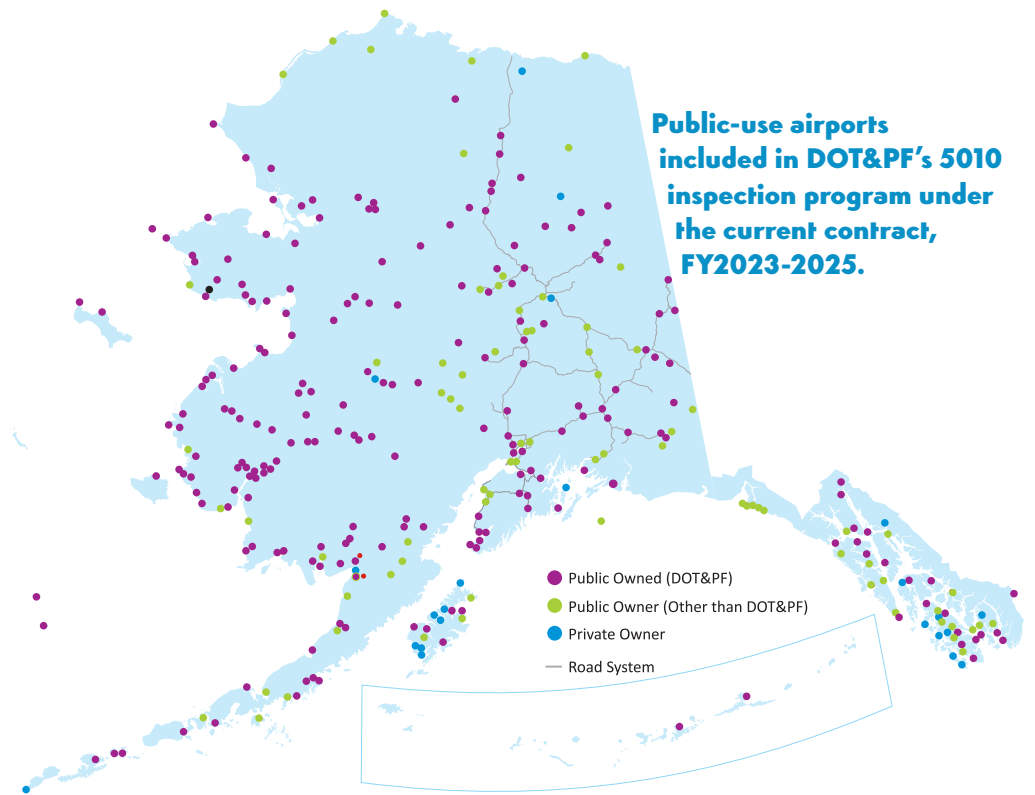 Public-use airports
included in DOT&PF's 5010
inspection program under
the current contract,
FY2023-2025.
Public Owned (DOT&PF)
Public Owner (Other than DOT&PF)
Private Owner
Road System